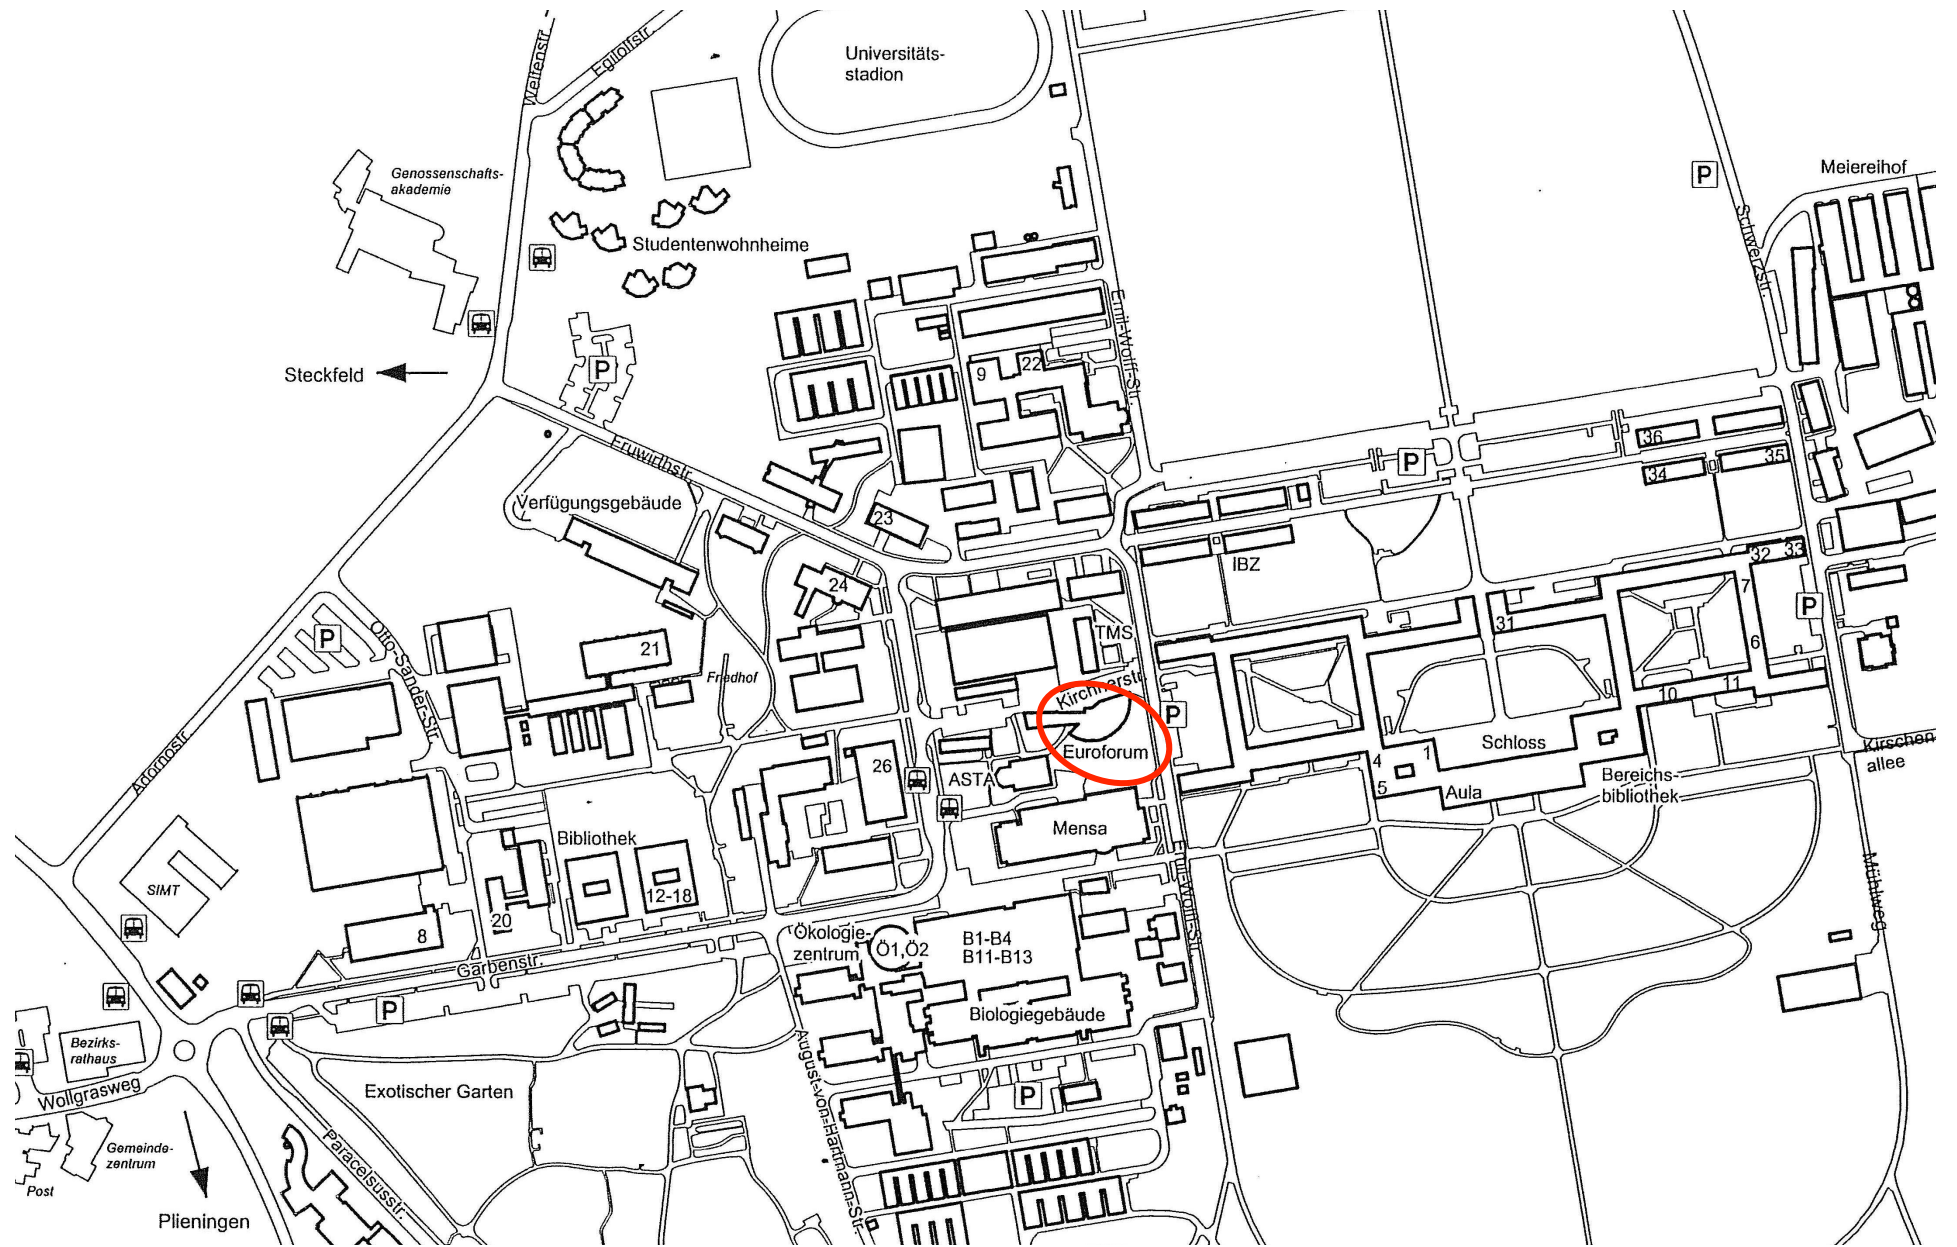 Welfenstr.
Egilolfstr.
Universitäts-
stadion
Genossenschafts-
akademie
Studentenwohnheime
P
Meiereihof
Schwerzstr.
Steckfeld
P
Emil-Wolff-Str.
9
22
Fruwirthstr.
Verfügungsgebäude
23
24
P
36
34
35
IBZ
32
33
7
6
P
31
10
11
P
Otto-Sander-Str.
21
Friedhof
TMS
Kirchnerstr.
P
Euroforum
Adornostr.
26
ASTA
Mensa
4
5
1
Schloss
Aula
Bereichs-
bibliothek
Kirschen
allee
Mühlweg
SIMT
Bibliothek
12-18
20
8
Garbenstr.
P
Ökologie-
zentrum
Ö1,Ö2
B1-B4
B11-B13
Emil-Wolff-Str.
Biologiegebäude
P
Bezirks-
rathaus
Wollgrasweg
Exotischer Garten
August-von-Hartmann-Str.
Paracelsusstr.
Gemeinde-
zentrum
Post
Plieningen